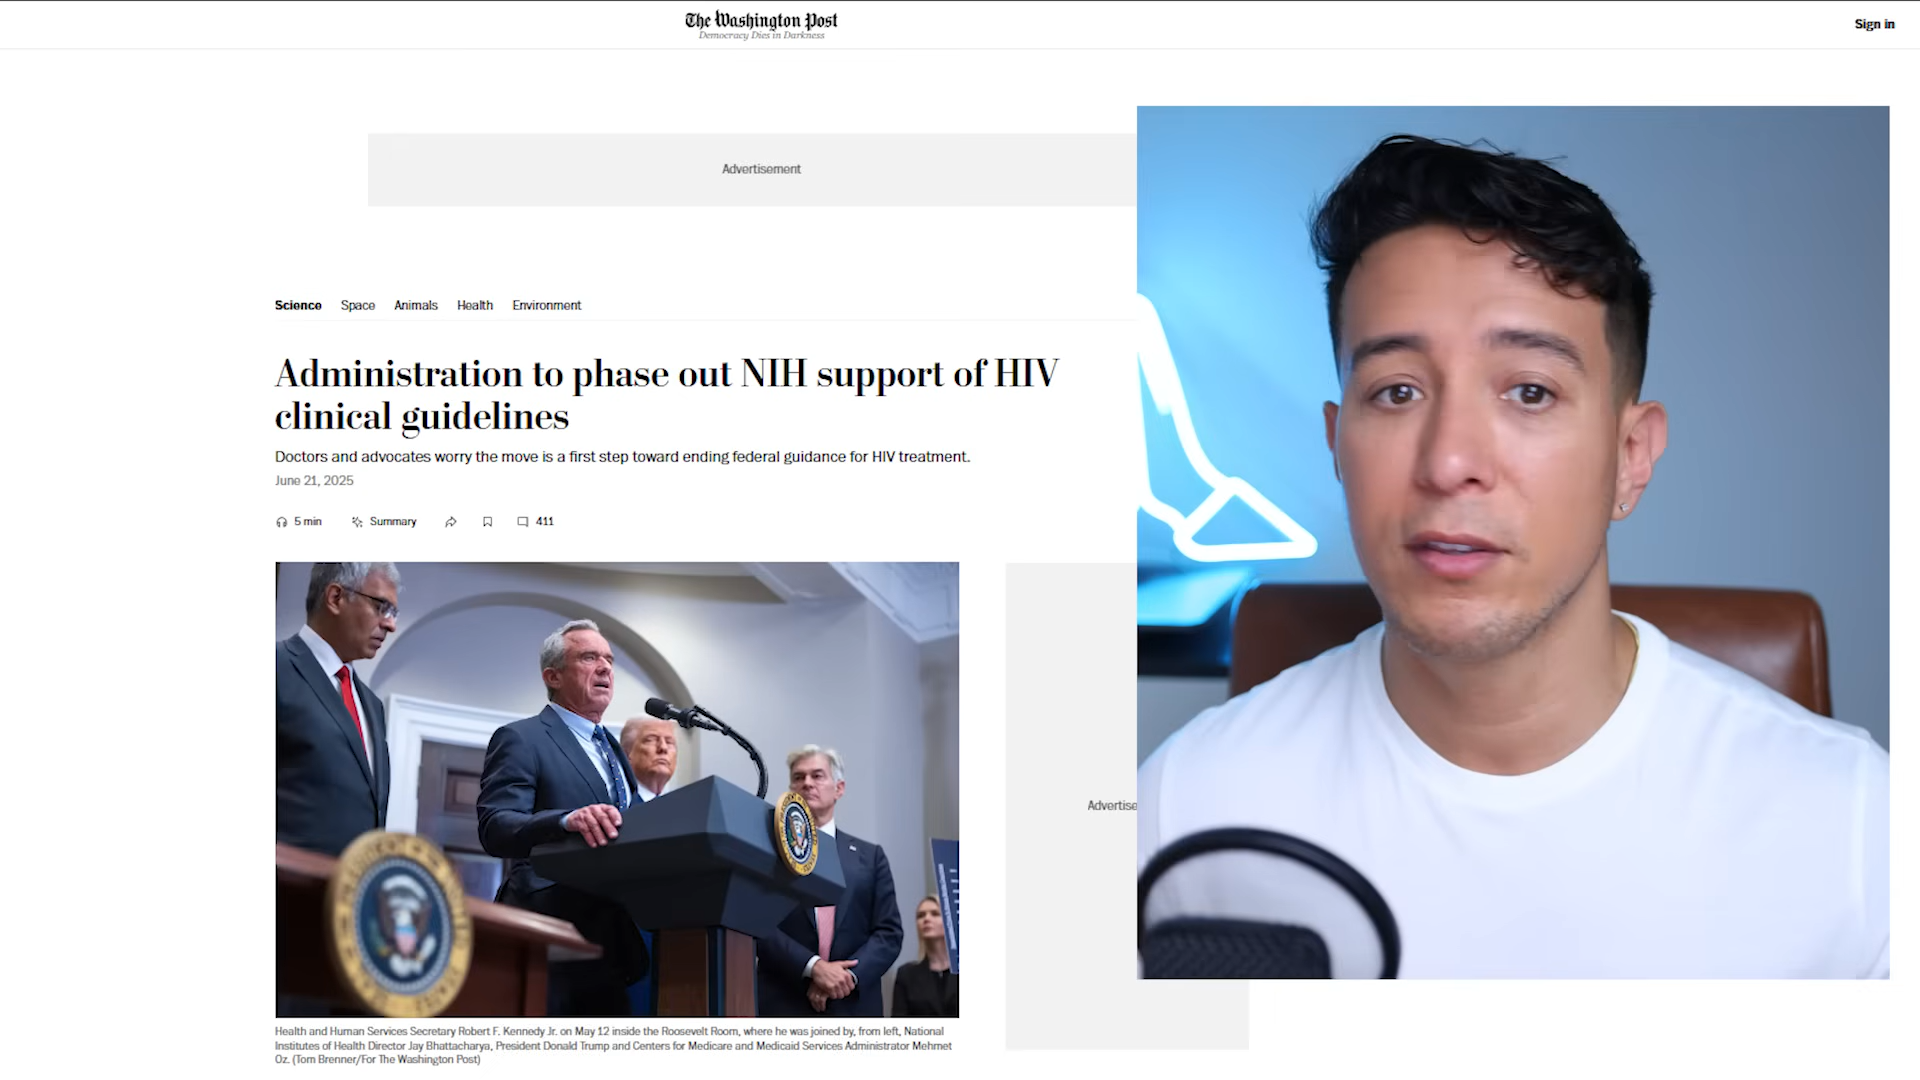 The Washington Post
Democracy Dies in Darkness
Sign in
Advertisement
Science Space Animals Health Environment
Administration to phase out NIH support of HIV
clinical guidelines
Doctors and advocates worry the move is a first step toward ending federal guidance for HIV treatment.
June 21, 2025
5 min Summary 411
Advertise
Health and Human Services Secretary Robert F. Kennedy Jr. on May 12 inside the Roosevelt Room, where he was joined by, from left, National
Institutes of Health Director Jay Bhattacharya, President Donald Trump and Centers for Medicare and Medicaid Services Administrator Mehmet
Oz. (Tom Brenner/For The Washington Post)